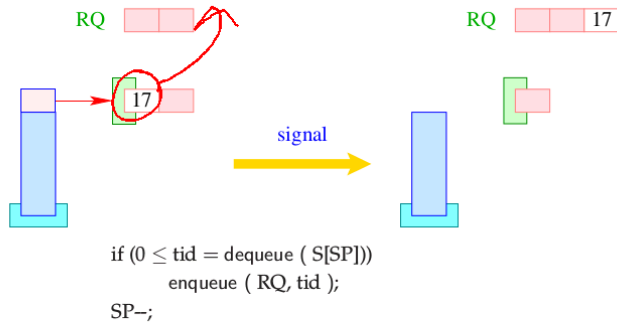 RQ
RQ 17
17
signal
if (0 ≤ tid = dequeue ( S[SP]))
enqueue ( RQ, tid );
SP–;